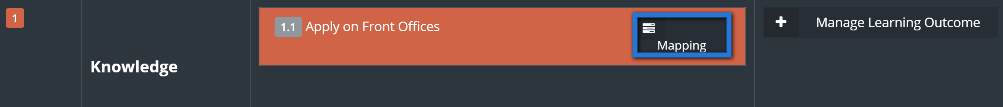 1
Knowledge
1.1 Apply on Front Offices
Mapping
+ Manage Learning Outcome